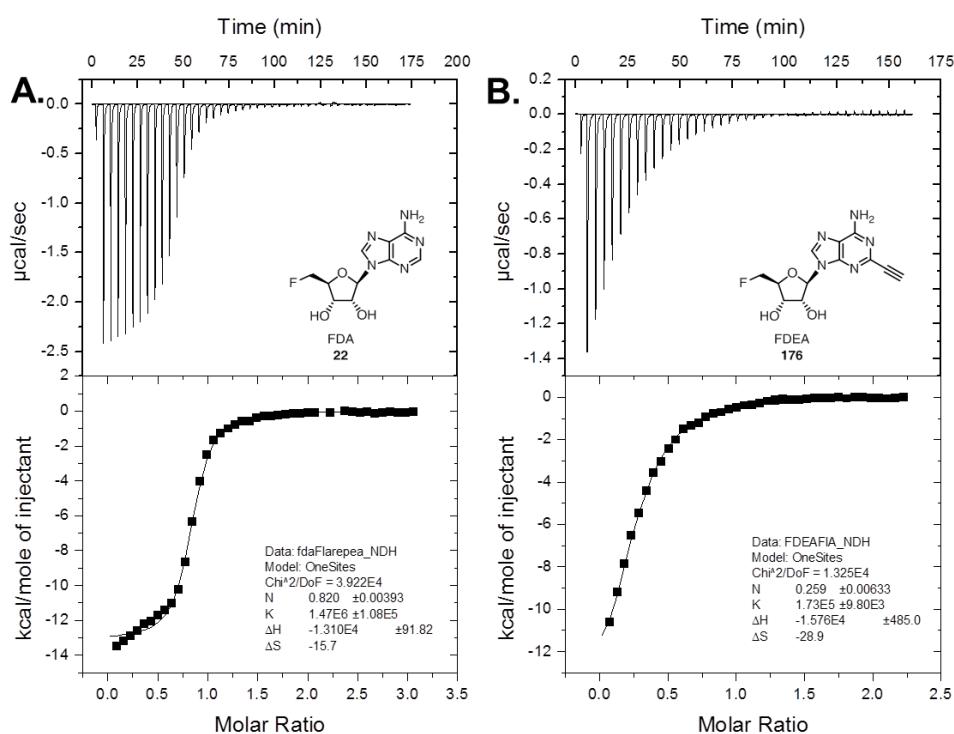 Time (min)
0 25 50 75 100 125 150 175 200
A.
0.0
-0.5
-1.0
-1.5
-2.0
-2.5
µcal/sec
NH₂
N
N
N
N
O
F
HO
OH
FDA
22
2
0
-2
-4
-6
-8
-10
-12
-14
kcal/mole of injectant
Data: fdaFlarepea_NDH
Model: OneSites
Chi^2/DoF = 3.922E4
N 0.820 ±0.00393
K 1.47E6 ±1.08E5
ΔH -1.310E4 ±91.82
ΔS -15.7
0.0 0.5 1.0 1.5 2.0 2.5 3.0 3.5
Molar Ratio
Time (min)
0 25 50 75 100 125 150 175
B.
0.2
0.0
-0.2
-0.4
-0.6
-0.8
-1.0
-1.2
-1.4
µcal/sec
NH₂
N
N
N
N
O
F
HO
OH
FDEA
176
0
-2
-4
-6
-8
-10
-12
kcal/mole of injectant
Data: FDEAFIA_NDH
Model: OneSites
Chi^2/DoF = 1.325E4
N 0.259 ±0.00633
K 1.73E5 ±9.80E3
ΔH -1.576E4 ±485.0
ΔS -28.9
0.0 0.5 1.0 1.5 2.0 2.5
Molar Ratio